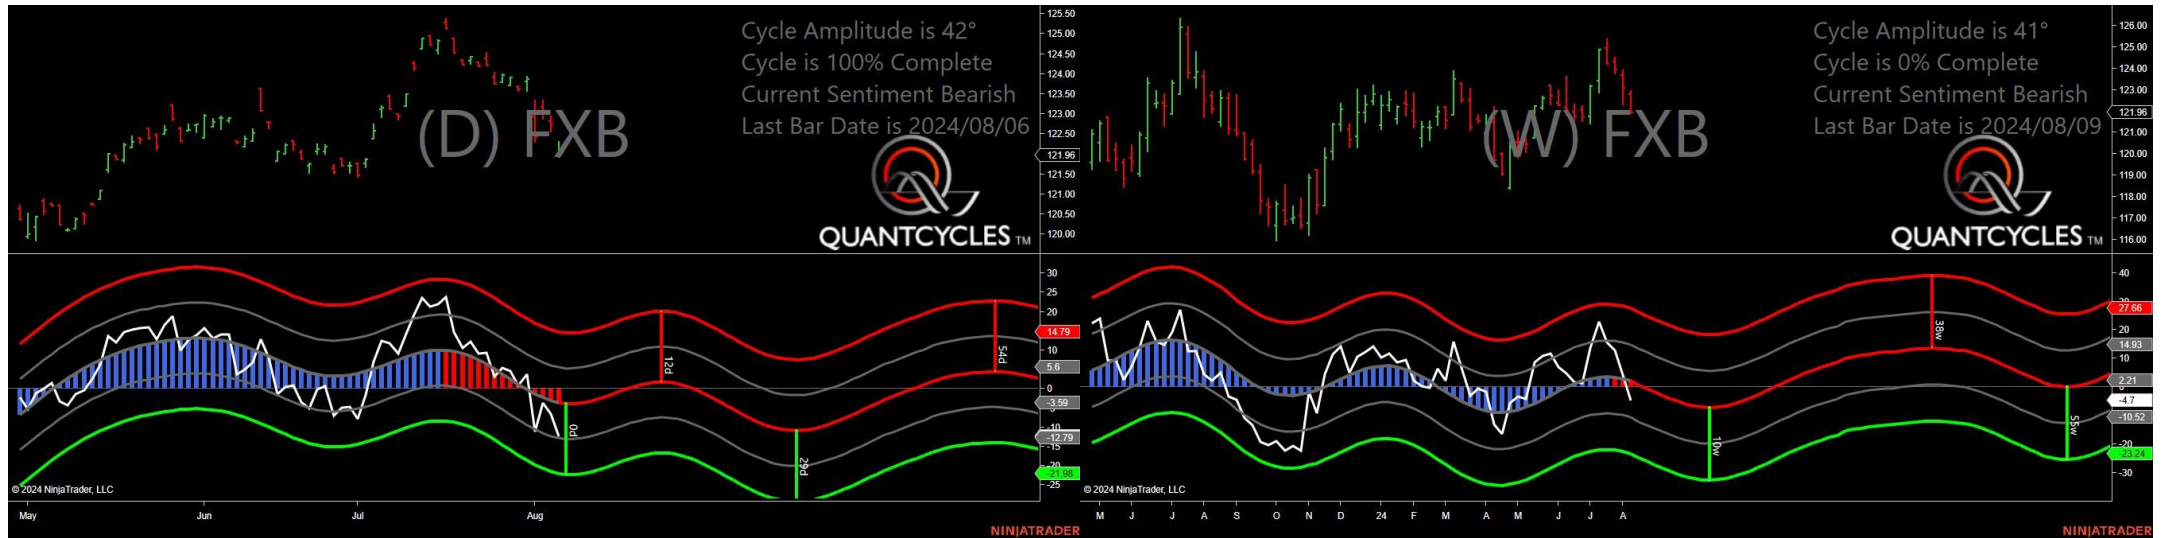 Cycle Amplitude is 42°
Cycle is 100% Complete
Current Sentiment Bearish
Last Bar Date is 2024/08/06
(D) FXB
QUANTCYCLES TM
125.50
125.00
124.50
124.00
123.50
123.00
122.50
121.96
121.50
121.00
120.50
120.00
30
25
20
14.79
10
5.6
0
-3.59
-10
-12.79
-15
-20
-21.98
-25
0d
12d
29d
54d
© 2024 NinjaTrader, LLC
May Jun Jul Aug
NINJATRADER
Cycle Amplitude is 41°
Cycle is 0% Complete
Current Sentiment Bearish
Last Bar Date is 2024/08/09
(W) FXB
QUANTCYCLES TM
126.00
125.00
124.00
123.00
121.96
121.00
120.00
119.00
118.00
117.00
116.00
40
27.66
20
14.93
10
2.21
-4.7
-10.52
-20
-23.24
-30
10w
38w
55w
© 2024 NinjaTrader, LLC
M J J A S O N D 24 F M A M J J A
NINJATRADER